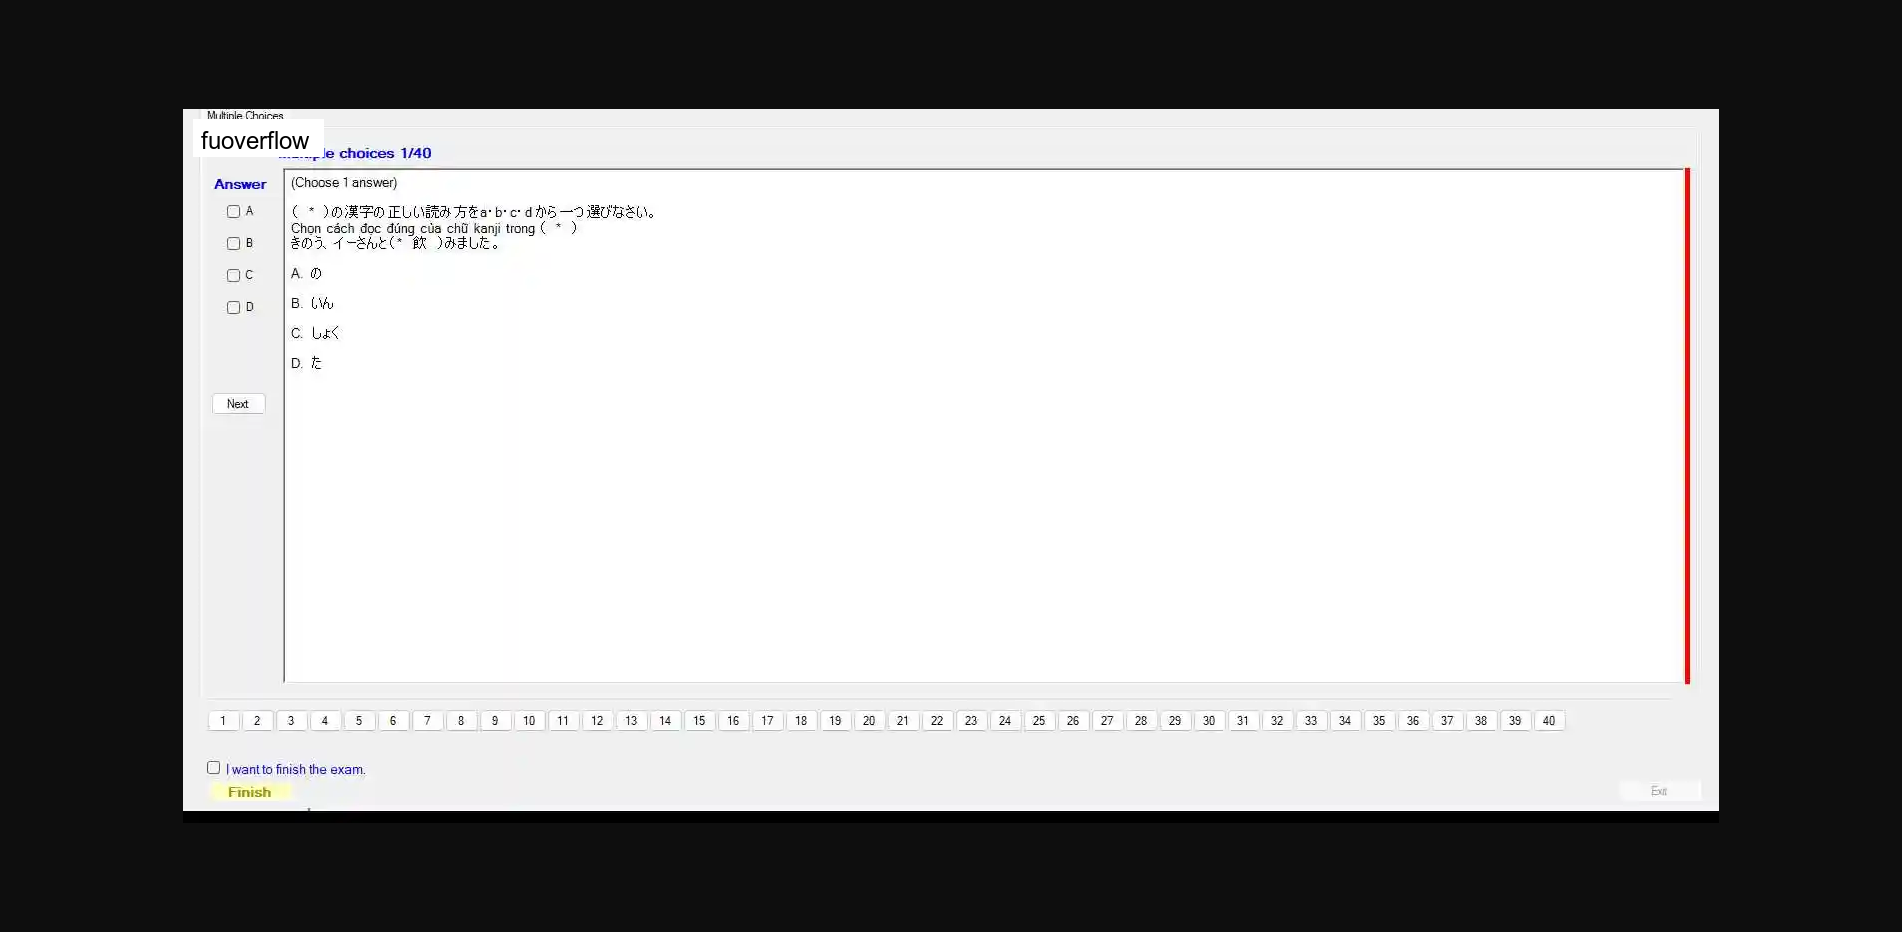 Multiple Choices
fuoverflow
choices 1/40
Answer
(Choose 1 answer)
A
( * )の漢字の正しい読み方をa・b・c・dから一つ選びなさい。
Chọn cách đọc đúng của chữ kanji trong ( * )
B
きのう、イーさんと(* 飲 )みました。
C
A. の
B. いん
D
C. しょく
D. た
Next
1 2 3 4 5 6 7 8 9 10 11 12 13 14 15 16 17 18 19 20 21 22 23 24 25 26 27 28 29 30 31 32 33 34 35 36 37 38 39 40
I want to finish the exam.
Finish
Exit